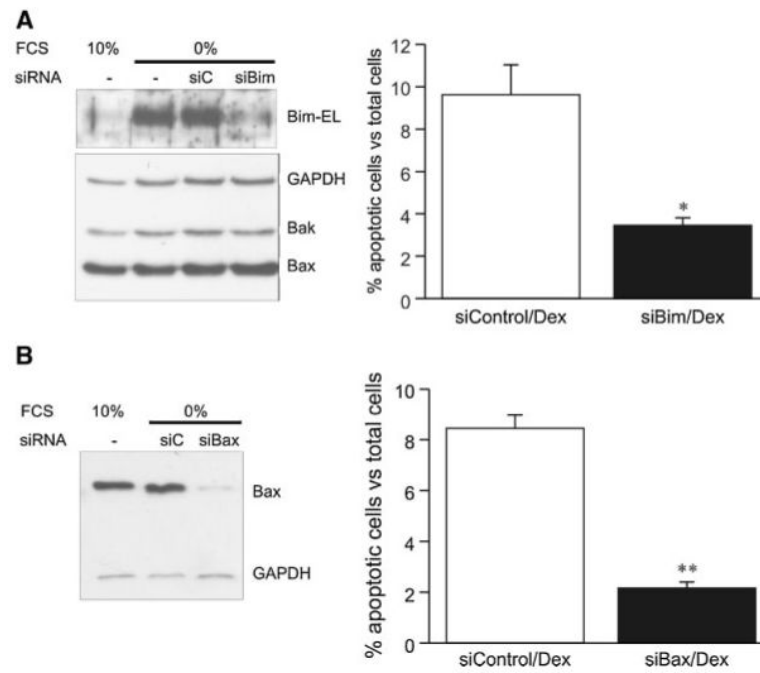 A
FCS 10% 0%
siRNA - - siC siBim
Bim-EL
GAPDH
Bak
Bax
% apoptotic cells vs total cells
12
10
8
6
4
2
0
*
siControl/Dex siBim/Dex
B
FCS 10% 0%
siRNA - siC siBax
Bax
GAPDH
% apoptotic cells vs total cells
10
8
6
4
2
0
**
siControl/Dex siBax/Dex